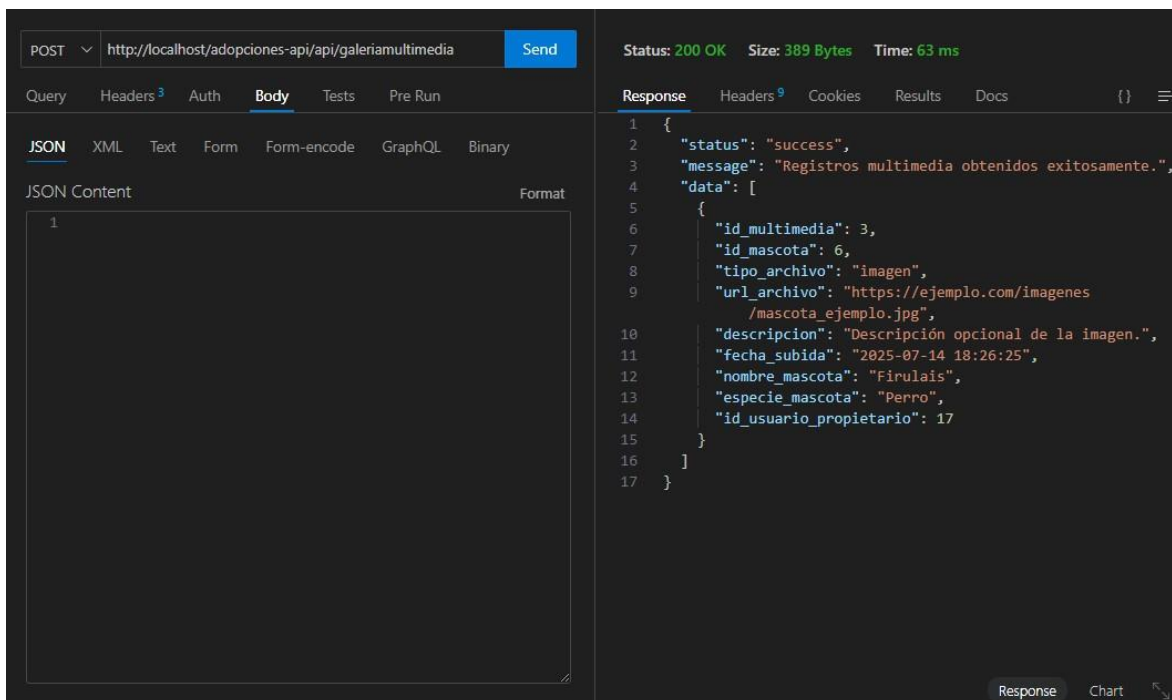 POST http://localhost/adopciones-api/api/galeriamultimedia Send
Query Headers 3 Auth Body Tests Pre Run
JSON XML Text Form Form-encode GraphQL Binary
JSON Content Format
1
Status: 200 OK Size: 389 Bytes Time: 63 ms
Response Headers 9 Cookies Results Docs { }
1 {
2 "status": "success",
3 "message": "Registros multimedia obtenidos exitosamente.",
4 "data": [
5 {
6 "id_multimedia": 3,
7 "id_mascota": 6,
8 "tipo_archivo": "imagen",
9 "url_archivo": "https://ejemplo.com/imagenes
/mascota_ejemplo.jpg",
10 "descripcion": "Descripción opcional de la imagen.",
11 "fecha_subida": "2025-07-14 18:26:25",
12 "nombre_mascota": "Firulais",
13 "especie_mascota": "Perro",
14 "id_usuario_propietario": 17
15 }
16 ]
17 }
Response Chart